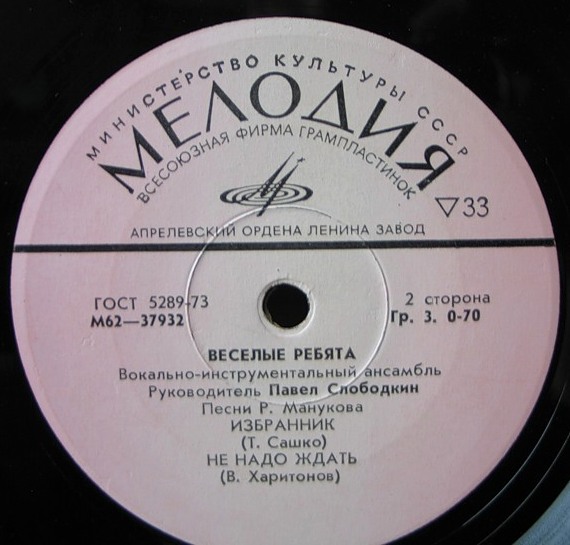 МИНИСТЕРСТВО КУЛЬТУРЫ СССР
МЕЛОДИЯ
ВСЕСОЮЗНАЯ ФИРМА ГРАМПЛАСТИНОК
▽33
АПРЕЛЕВСКИЙ ОРДЕНА ЛЕНИНА ЗАВОД
ГОСТ 5289-73
2 сторона
М62—37932
Гр. 3. 0-70
ВЕСЕЛЫЕ РЕБЯТА
Вокально-инструментальный ансамбль
Руководитель Павел Слободкин
Песни Р. Манукова
ИЗБРАННИК
(Т. Сашко)
НЕ НАДО ЖДАТЬ
(В. Харитонов)